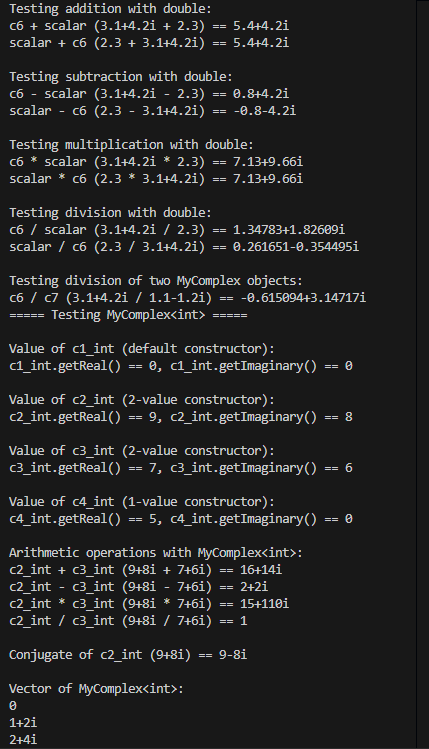 Testing addition with double:
c6 + scalar (3.1+4.2i + 2.3) == 5.4+4.2i
scalar + c6 (2.3 + 3.1+4.2i) == 5.4+4.2i
Testing subtraction with double:
c6 - scalar (3.1+4.2i - 2.3) == 0.8+4.2i
scalar - c6 (2.3 - 3.1+4.2i) == -0.8-4.2i
Testing multiplication with double:
c6 * scalar (3.1+4.2i * 2.3) == 7.13+9.66i
scalar * c6 (2.3 * 3.1+4.2i) == 7.13+9.66i
Testing division with double:
c6 / scalar (3.1+4.2i / 2.3) == 1.34783+1.82609i
scalar / c6 (2.3 / 3.1+4.2i) == 0.261651-0.354495i
Testing division of two MyComplex objects:
c6 / c7 (3.1+4.2i / 1.1-1.2i) == -0.615094+3.14717i
===== Testing MyComplex<int> =====
Value of c1_int (default constructor):
c1_int.getReal() == 0, c1_int.getImaginary() == 0
Value of c2_int (2-value constructor):
c2_int.getReal() == 9, c2_int.getImaginary() == 8
Value of c3_int (2-value constructor):
c3_int.getReal() == 7, c3_int.getImaginary() == 6
Value of c4_int (1-value constructor):
c4_int.getReal() == 5, c4_int.getImaginary() == 0
Arithmetic operations with MyComplex<int>:
c2_int + c3_int (9+8i + 7+6i) == 16+14i
c2_int - c3_int (9+8i - 7+6i) == 2+2i
c2_int * c3_int (9+8i * 7+6i) == 15+110i
c2_int / c3_int (9+8i / 7+6i) == 1
Conjugate of c2_int (9+8i) == 9-8i
Vector of MyComplex<int>:
0
1+2i
2+4i